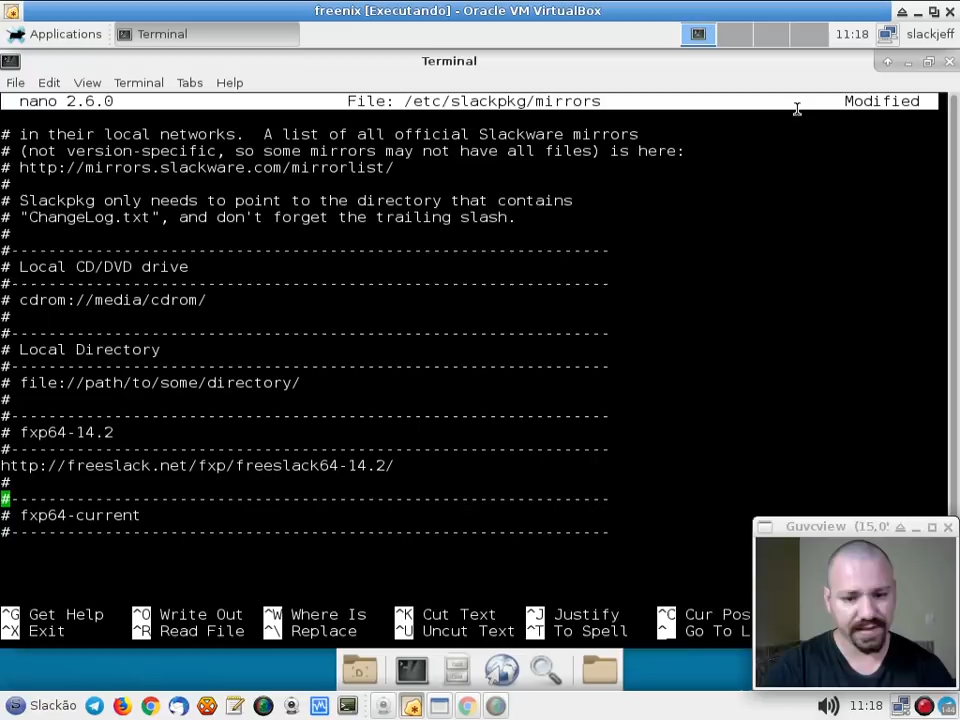 freenix [Executando] - Oracle VM VirtualBox
Applications
Terminal
11:18
slackjeff
Terminal
File Edit View Terminal Tabs Help
nano 2.6.0 File: /etc/slackpkg/mirrors Modified
# in their local networks.  A list of all official Slackware mirrors
# (not version-specific, so some mirrors may not have all files) is here:
# http://mirrors.slackware.com/mirrorlist/
#
# Slackpkg only needs to point to the directory that contains
# "ChangeLog.txt", and don't forget the trailing slash.
#
#----------------------------------------------------------------
# Local CD/DVD drive
#----------------------------------------------------------------
# cdrom://media/cdrom/
#
#----------------------------------------------------------------
# Local Directory
#----------------------------------------------------------------
# file://path/to/some/directory/
#
#----------------------------------------------------------------
# fxp64-14.2
#----------------------------------------------------------------
http://freeslack.net/fxp/freeslack64-14.2/
#
#----------------------------------------------------------------
# fxp64-current
#----------------------------------------------------------------
Guvcview (15,0
^G Get Help ^O Write Out ^W Where Is ^K Cut Text ^J Justify ^C Cur Pos
^X Exit ^R Read File ^\ Replace ^U Uncut Text ^T To Spell ^_ Go To L
Slackão
11:18